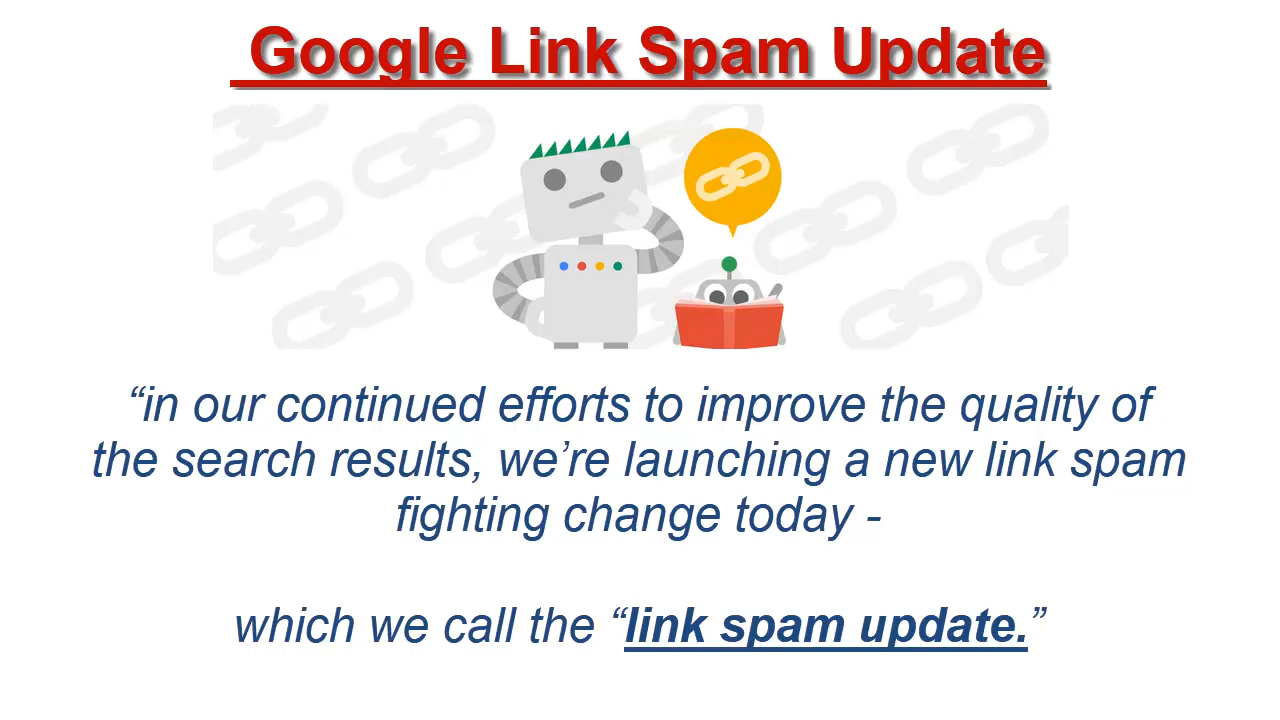 Google Link Spam Update
“in our continued efforts to improve the quality of
the search results, we’re launching a new link spam
fighting change today -
which we call the “link spam update.”